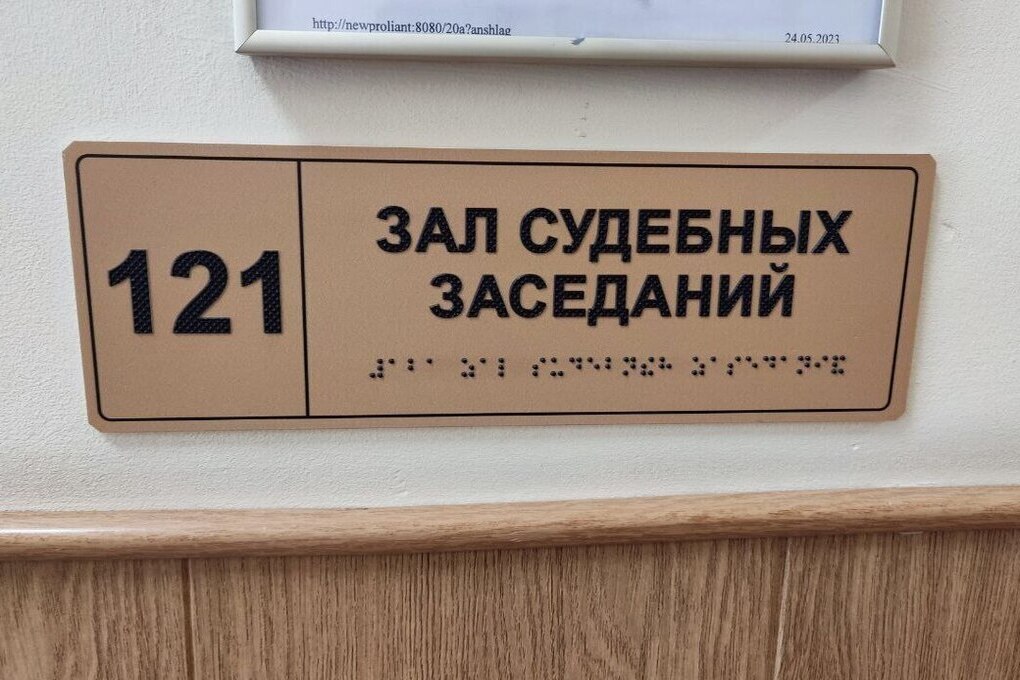 http://newproliant:8080/20a?anshlag
24.05.2023
121
ЗАЛ СУДЕБНЫХ
ЗАСЕДАНИЙ
⠼⠁⠃⠁ ⠵⠁⠇ ⠎⠥⠙⠑⠃⠝⠮⠓ ⠵⠁⠎⠑⠙⠁⠝⠊⠯